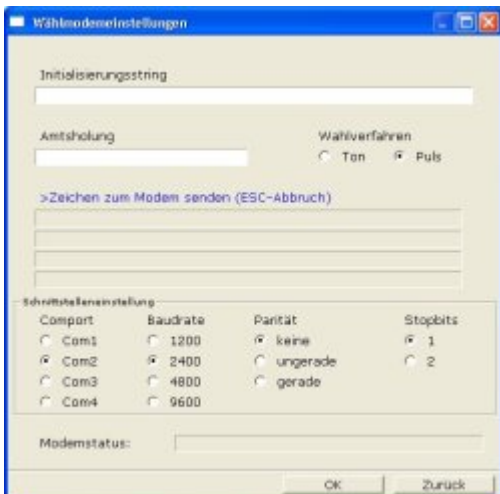 Wählmodemeinstellungen
Initialisierungsstring
Amtsholung Wahlverfahren
Ton Puls
>Zeichen zum Modem senden (ESC-Abbruch)
Schnittstelleneinstellung
Comport Baudrate Parität Stopbits
Com1 1200 keine 1
Com2 2400 ungerade 2
Com3 4800 gerade
Com4 9600
Modemstatus:
OK Zurück